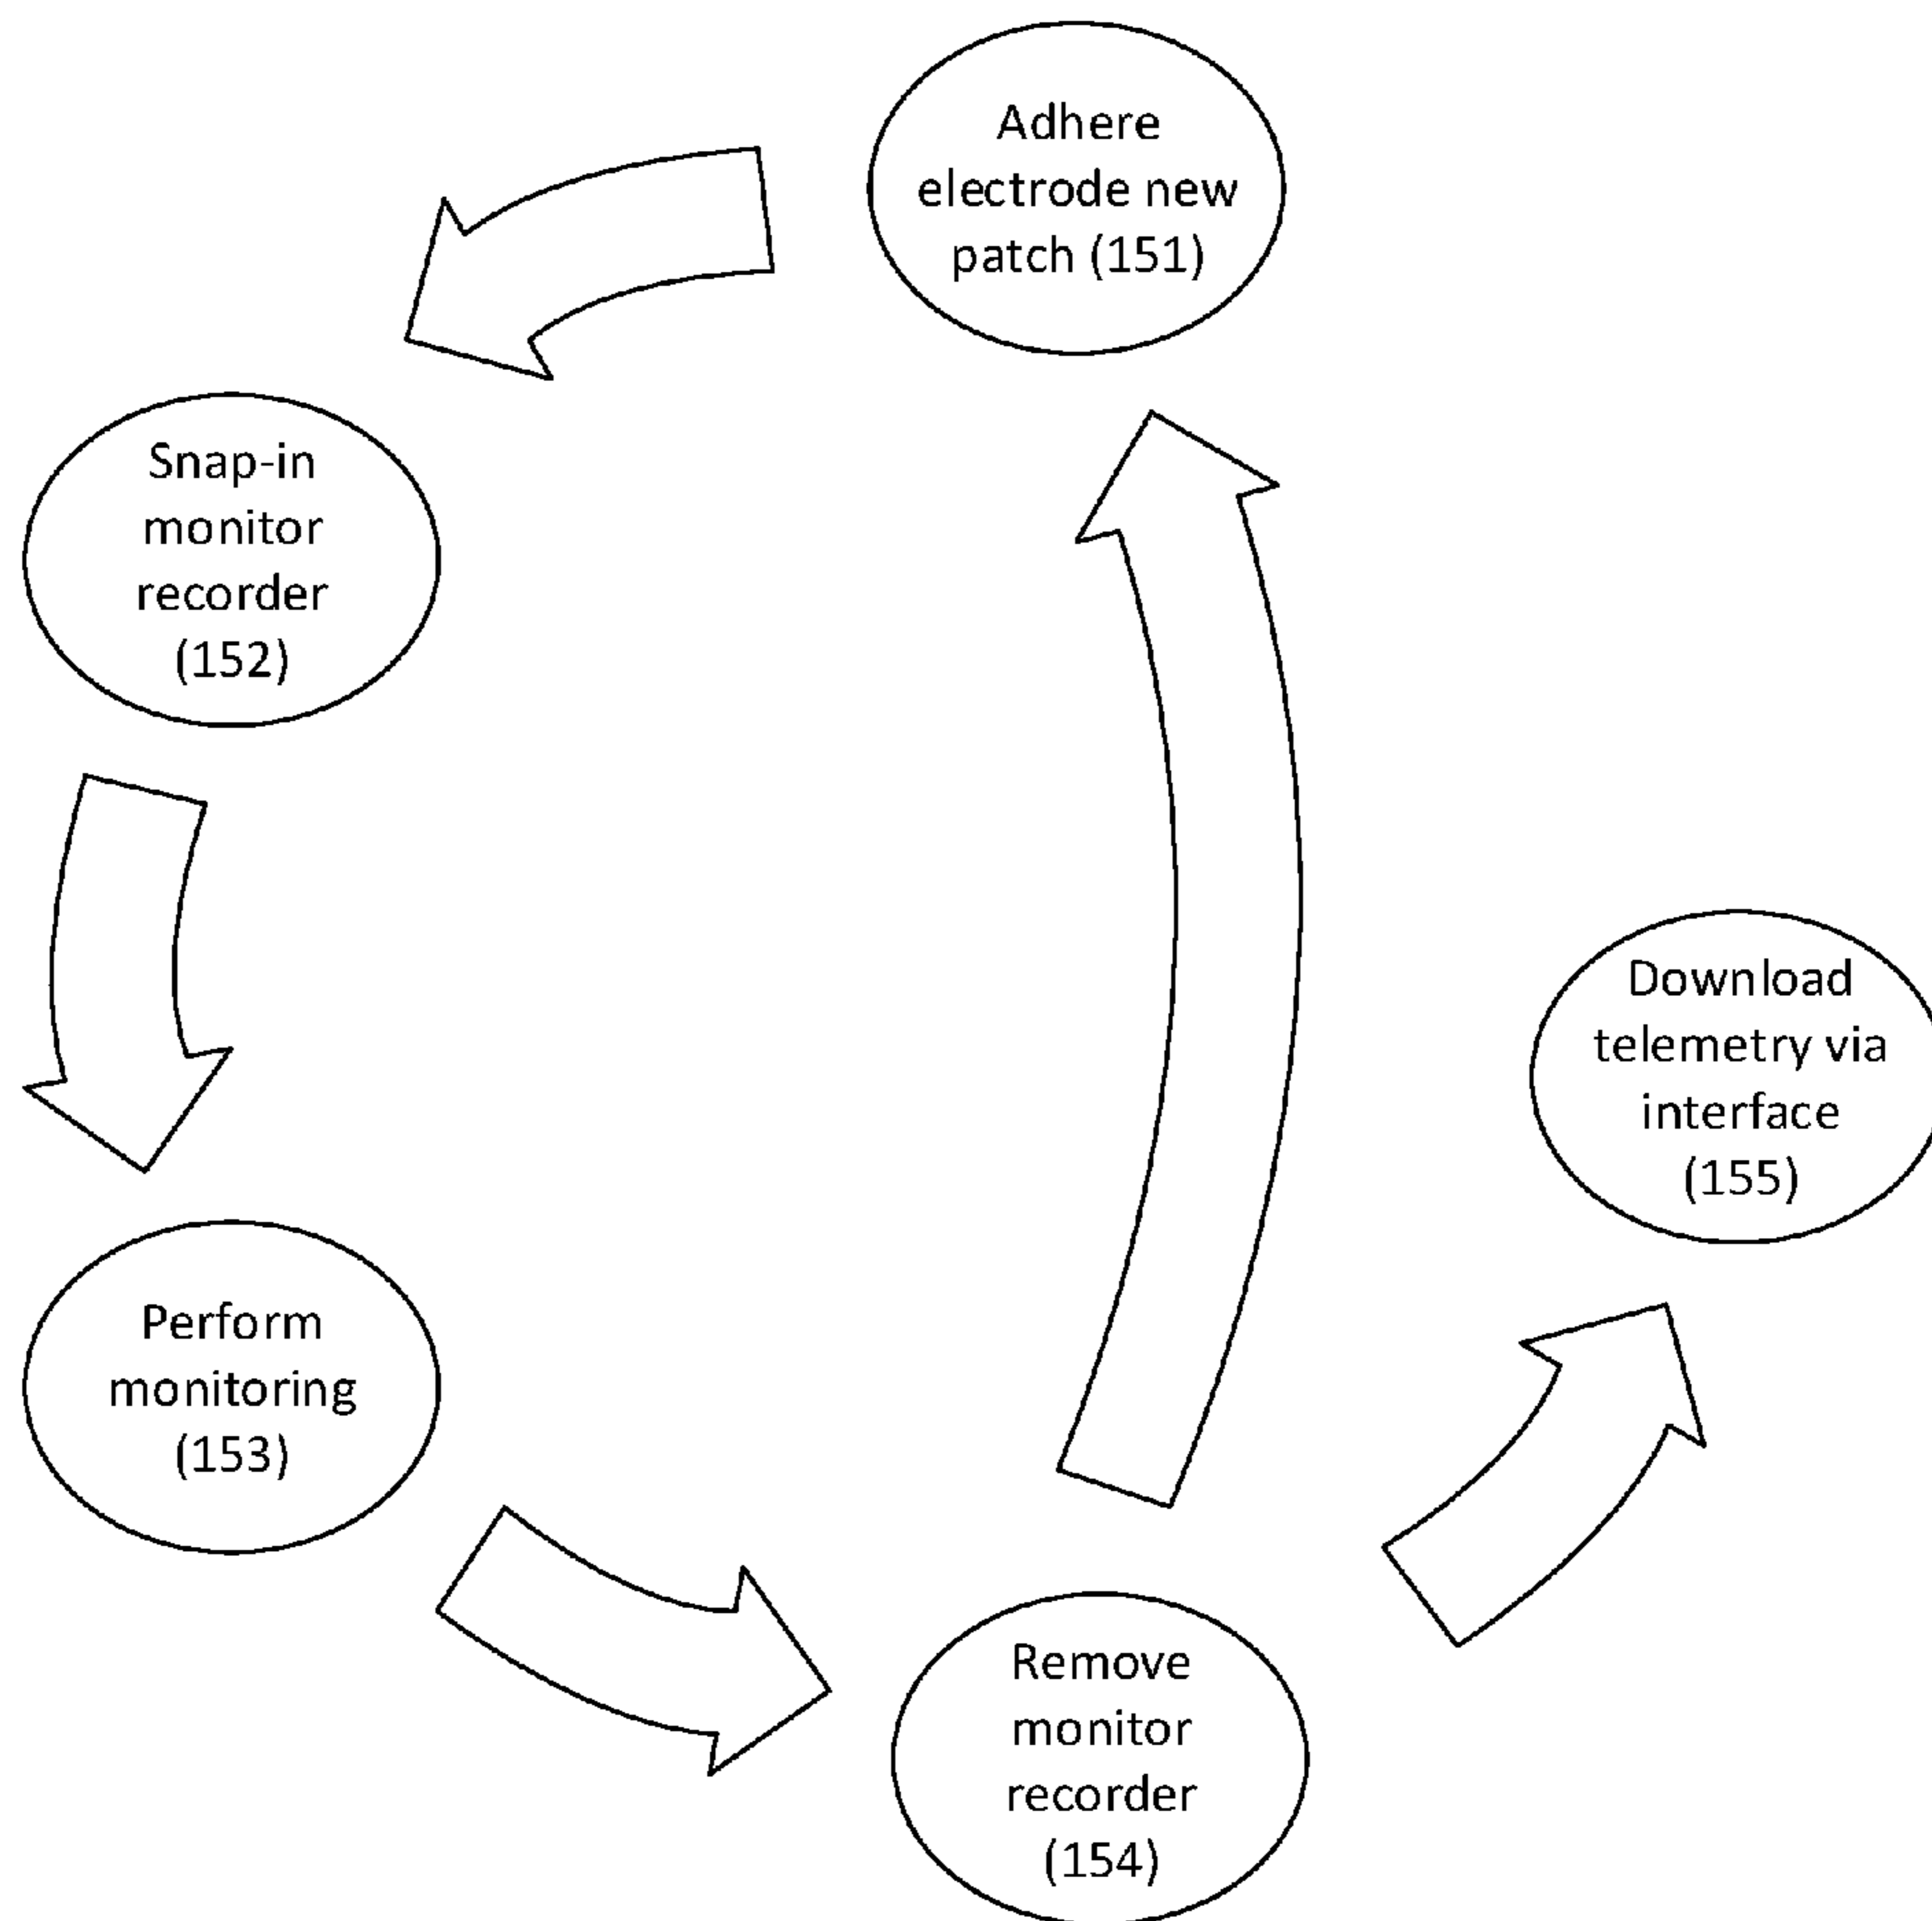 Adhere
electrode new
patch (151)
Snap-in
monitor
recorder
(152)
Perform
monitoring
(153)
Remove
monitor
recorder
(154)
Download
telemetry via
interface
(155)